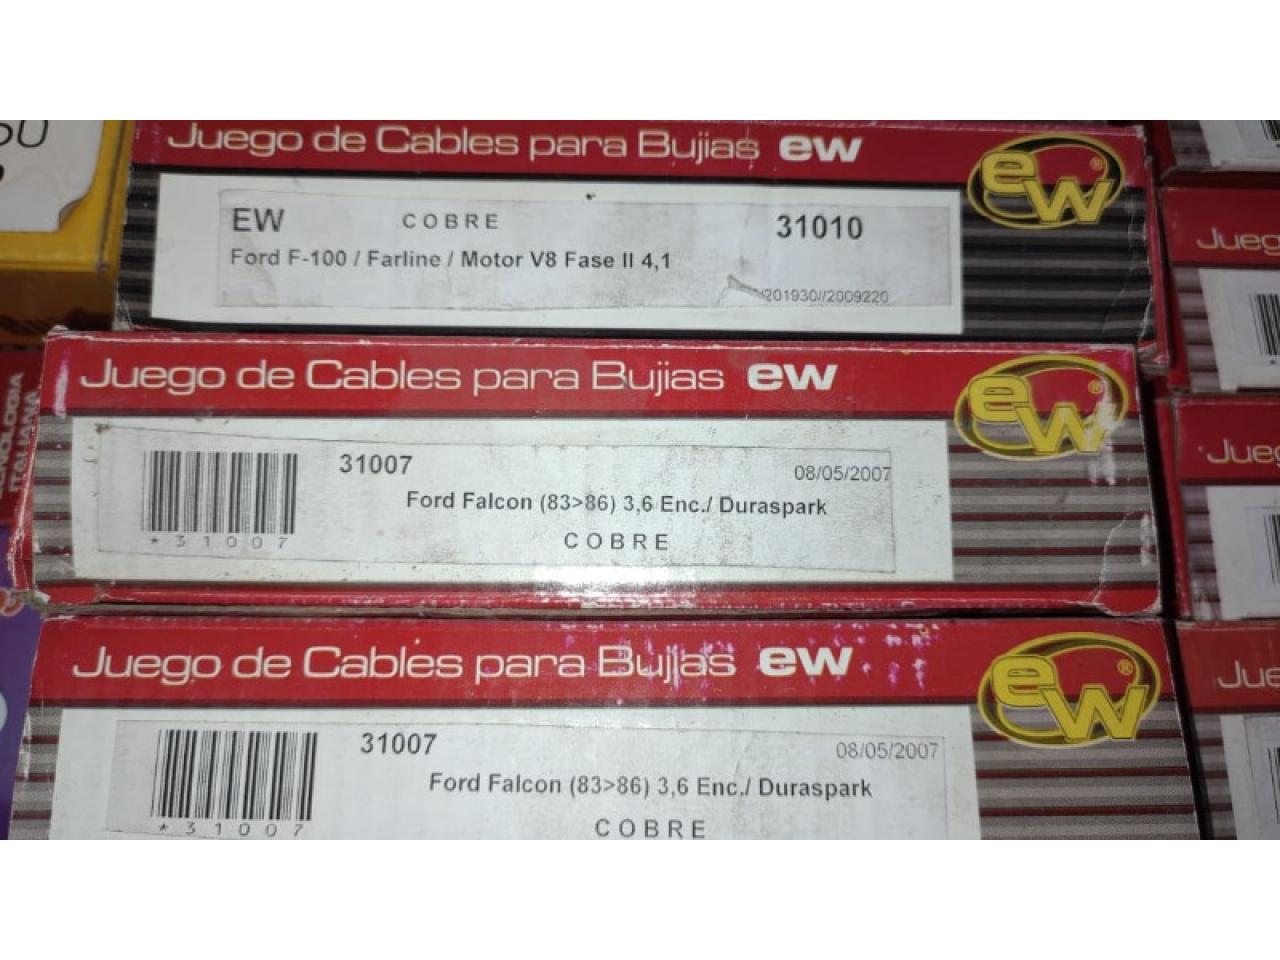 Juego de Cables para Bujias ew
ew®
EW COBRE 31010
Ford F-100 / Farline / Motor V8 Fase II 4,1
/201930//2009220
Juego de Cables para Bujias ew
ew®
31007 08/05/2007
Ford Falcon (83>86) 3,6 Enc./ Duraspark
*31007
COBRE
Juego de Cables para Bujias ew
ew®
31007 08/05/2007
Ford Falcon (83>86) 3,6 Enc./ Duraspark
*31007
COBRE
ITALIANA
Jueg
Jueg
Jue